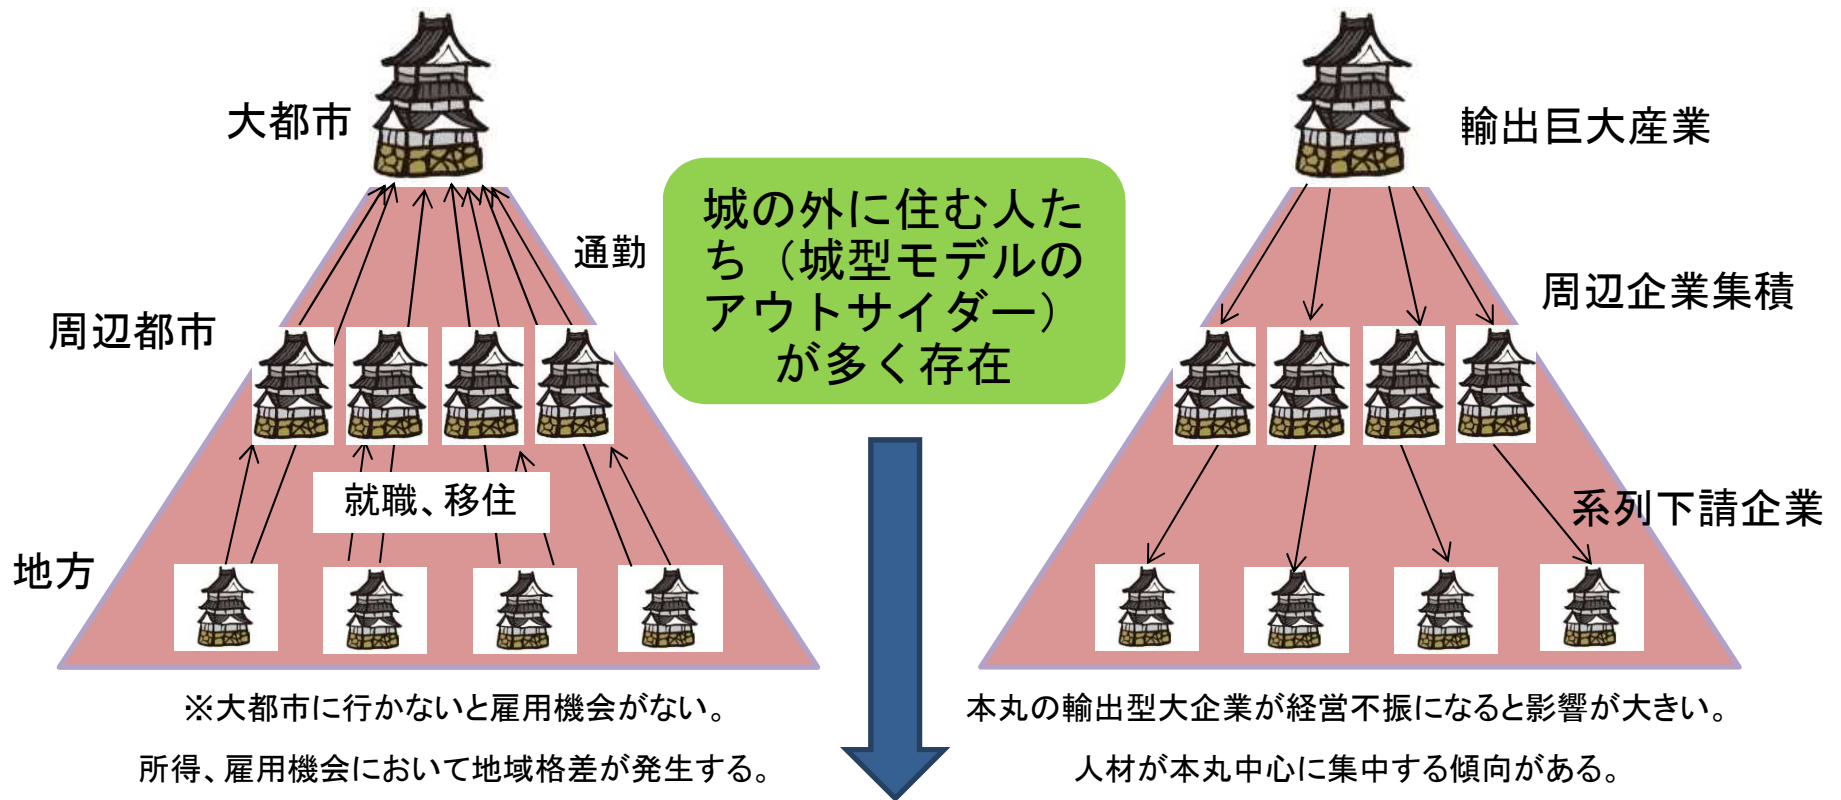 大都市
通勤
周辺都市
就職、移住
地方
※大都市に行かないと雇用機会がない。
所得、雇用機会において地域格差が発生する。
城の外に住む人た
ち（城型モデルの
アウトサイダー）
が多く存在
輸出巨大産業
周辺企業集積
系列下請企業
本丸の輸出型大企業が経営不振になると影響が大きい。
人材が本丸中心に集中する傾向がある。